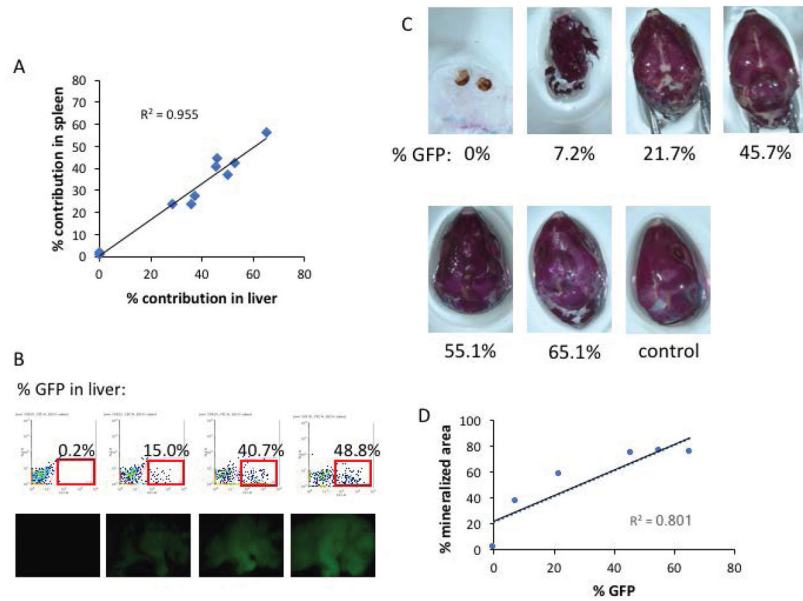 A
80
70
60
50
40
30
20
10
0
R² = 0.955
% contribution in spleen
0 20 40 60 80
% contribution in liver
B
% GFP in liver:
0.2% 15.0% 40.7% 48.8%
C
% GFP: 0% 7.2% 21.7% 45.7%
55.1% 65.1% control
D
100
80
60
40
20
0
% mineralized area
R² = 0.801
0 20 40 60 80
% GFP